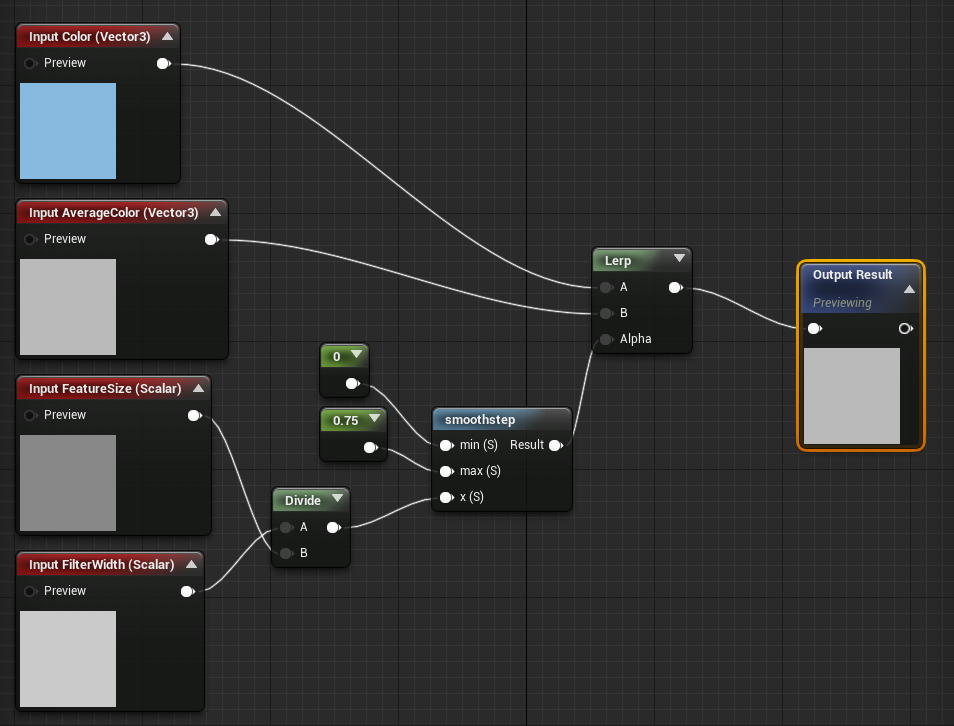 Input Color (Vector3)
Preview
Input AverageColor (Vector3)
Preview
Input FeatureSize (Scalar)
Preview
Input FilterWidth (Scalar)
Preview
0
0.75
Divide
A
B
smoothstep
min (S) Result
max (S)
x (S)
Lerp
A
B
Alpha
Output Result
Previewing